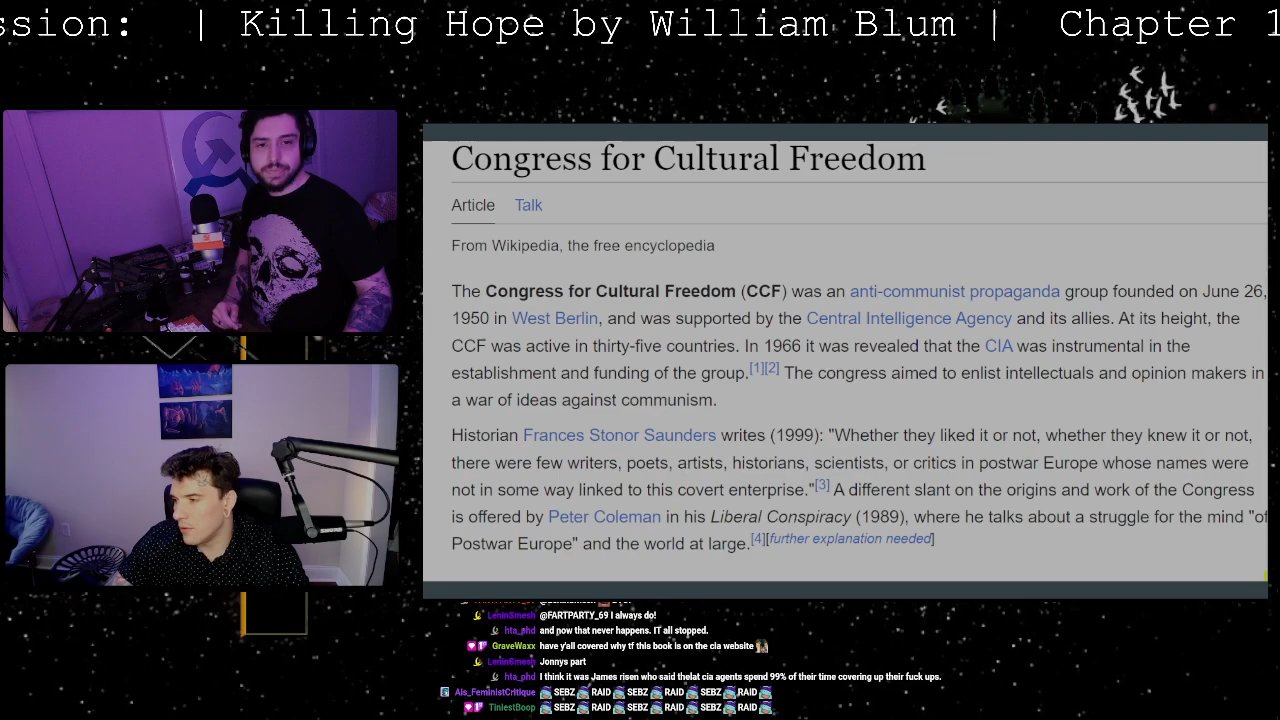 ssion: | Killing Hope by William Blum | Chapter 1
Congress for Cultural Freedom
Article Talk
From Wikipedia, the free encyclopedia
The Congress for Cultural Freedom (CCF) was an anti-communist propaganda group founded on June 26,
1950 in West Berlin, and was supported by the Central Intelligence Agency and its allies. At its height, the
CCF was active in thirty-five countries. In 1966 it was revealed that the CIA was instrumental in the
establishment and funding of the group.[1][2] The congress aimed to enlist intellectuals and opinion makers in
a war of ideas against communism.
Historian Frances Stonor Saunders writes (1999): "Whether they liked it or not, whether they knew it or not,
there were few writers, poets, artists, historians, scientists, or critics in postwar Europe whose names were
not in some way linked to this covert enterprise."[3] A different slant on the origins and work of the Congress
is offered by Peter Coleman in his Liberal Conspiracy (1989), where he talks about a struggle for the mind "of
Postwar Europe" and the world at large.[4][further explanation needed]
LeninSmesh @FARTPARTY_69 I always do!
hta_phd and now that never happens. IT all stopped.
GraveWaxx have y'all covered why tf this book is on the cia website
LeninSmesh Jonnys part
hta_phd I think it was James risen who said thelat cia agents spend 99% of their time covering up their fuck ups.
Als_FeministCritique SEBZ RAID SEBZ RAID SEBZ RAID
TiniestBoop SEBZ RAID SEBZ RAID SEBZ RAID